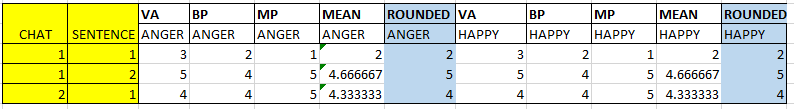 VA BP MP MEAN ROUNDED VA BP MP MEAN ROUNDED
CHAT SENTENCE ANGER ANGER ANGER ANGER ANGER HAPPY HAPPY HAPPY HAPPY HAPPY
1 1 3 2 1 2 2 3 2 1 2 2
1 2 5 4 5 4.666667 5 5 4 5 4.666667 5
2 1 4 4 5 4.333333 4 4 4 5 4.333333 4